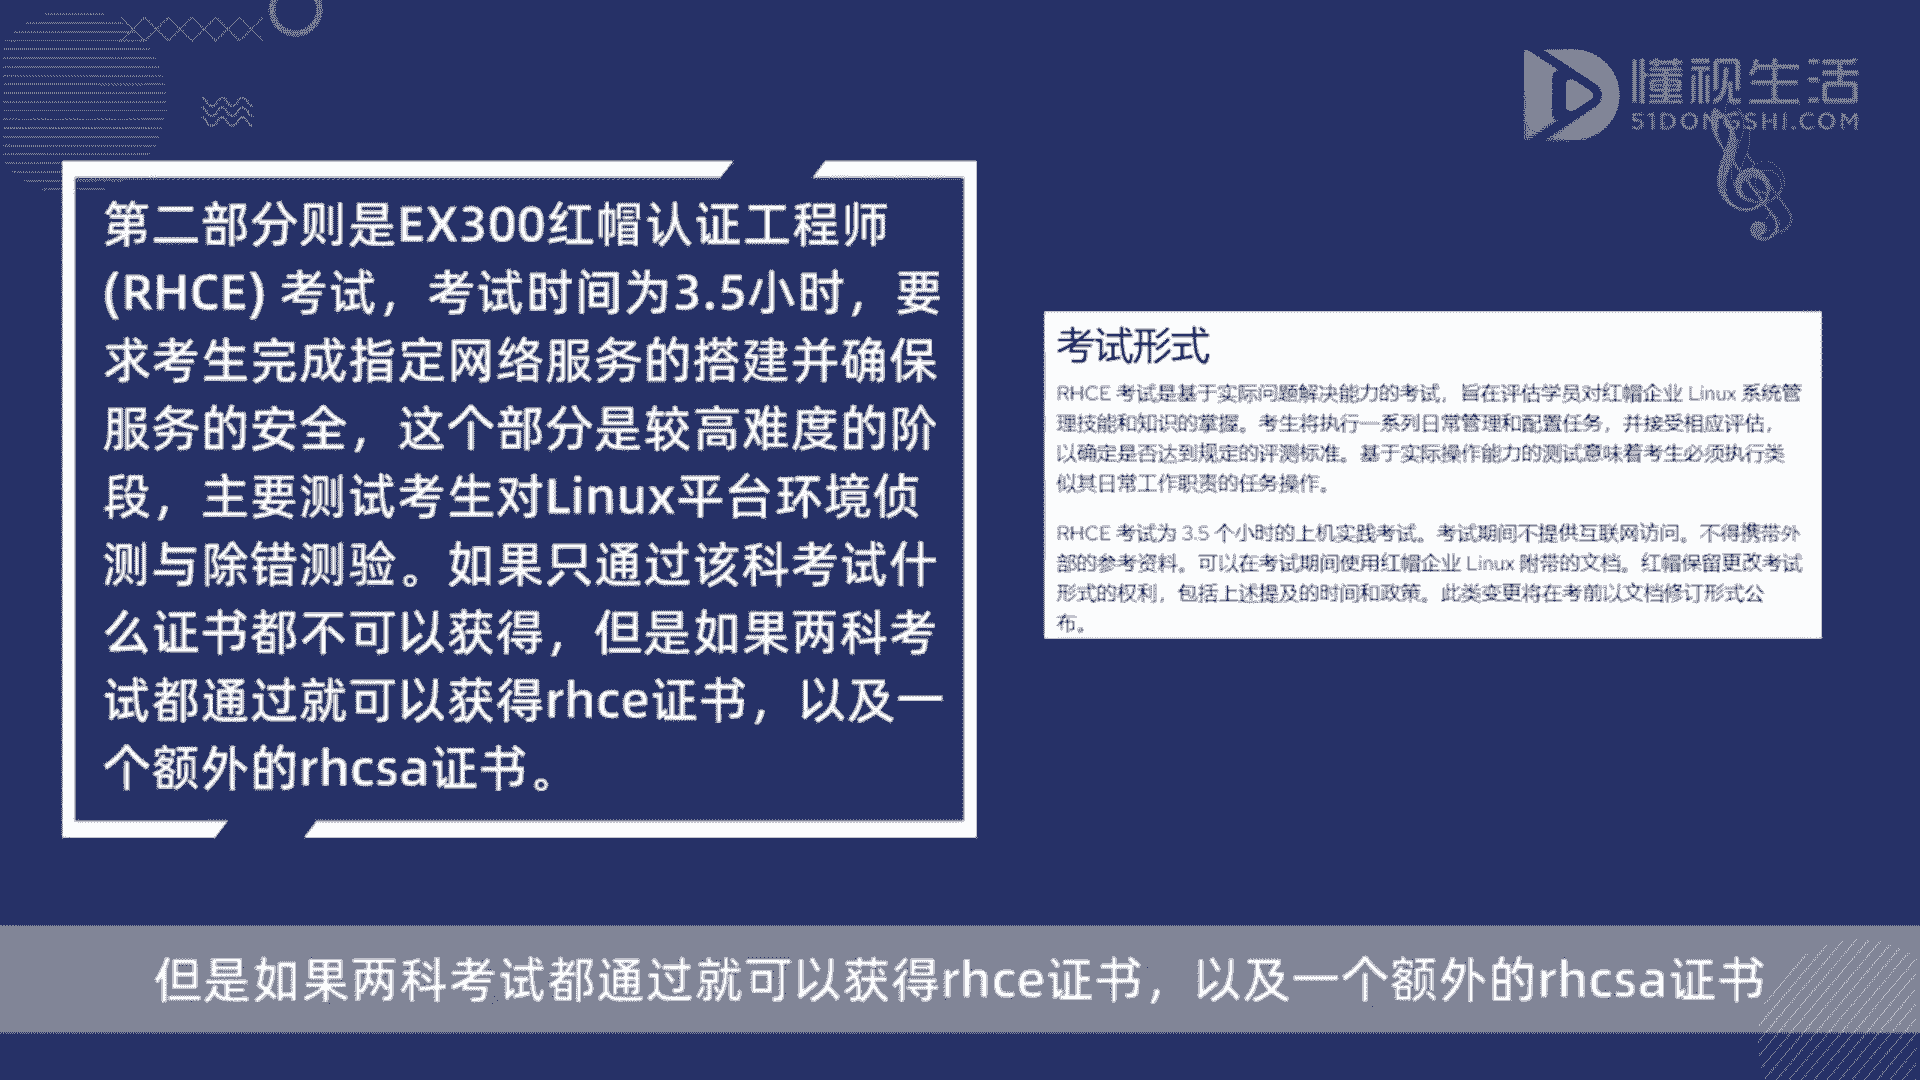 懂视生活
51DONGSHI.COM
第二部分则是EX300红帽认证工程师
(RHCE) 考试，考试时间为3.5小时，要
求考生完成指定网络服务的搭建并确保
服务的安全，这个部分是较高难度的阶
段，主要测试考生对Linux平台环境侦
测与除错测验。如果只通过该科考试什
么证书都不可以获得，但是如果两科考
试都通过就可以获得rhce证书，以及一
个额外的rhcsa证书。
考试形式
RHCE 考试是基于实际问题解决能力的考试，旨在评估学员对红帽企业 Linux 系统管
理技能和知识的掌握。考生将执行一系列日常管理和配置任务，并接受相应评估，
以确定是否达到规定的评测标准。基于实际操作能力的测试意味着考生必须执行类
似其日常工作职责的任务操作。
RHCE 考试为 3.5 个小时的上机实践考试。考试期间不提供互联网访问。不得携带外
部的参考资料。可以在考试期间使用红帽企业 Linux 附带的文档。红帽保留更改考试
形式的权利，包括上述提及的时间和政策。此类变更将在考前以文档修订形式公
布。
但是如果两科考试都通过就可以获得rhce证书，以及一个额外的rhcsa证书